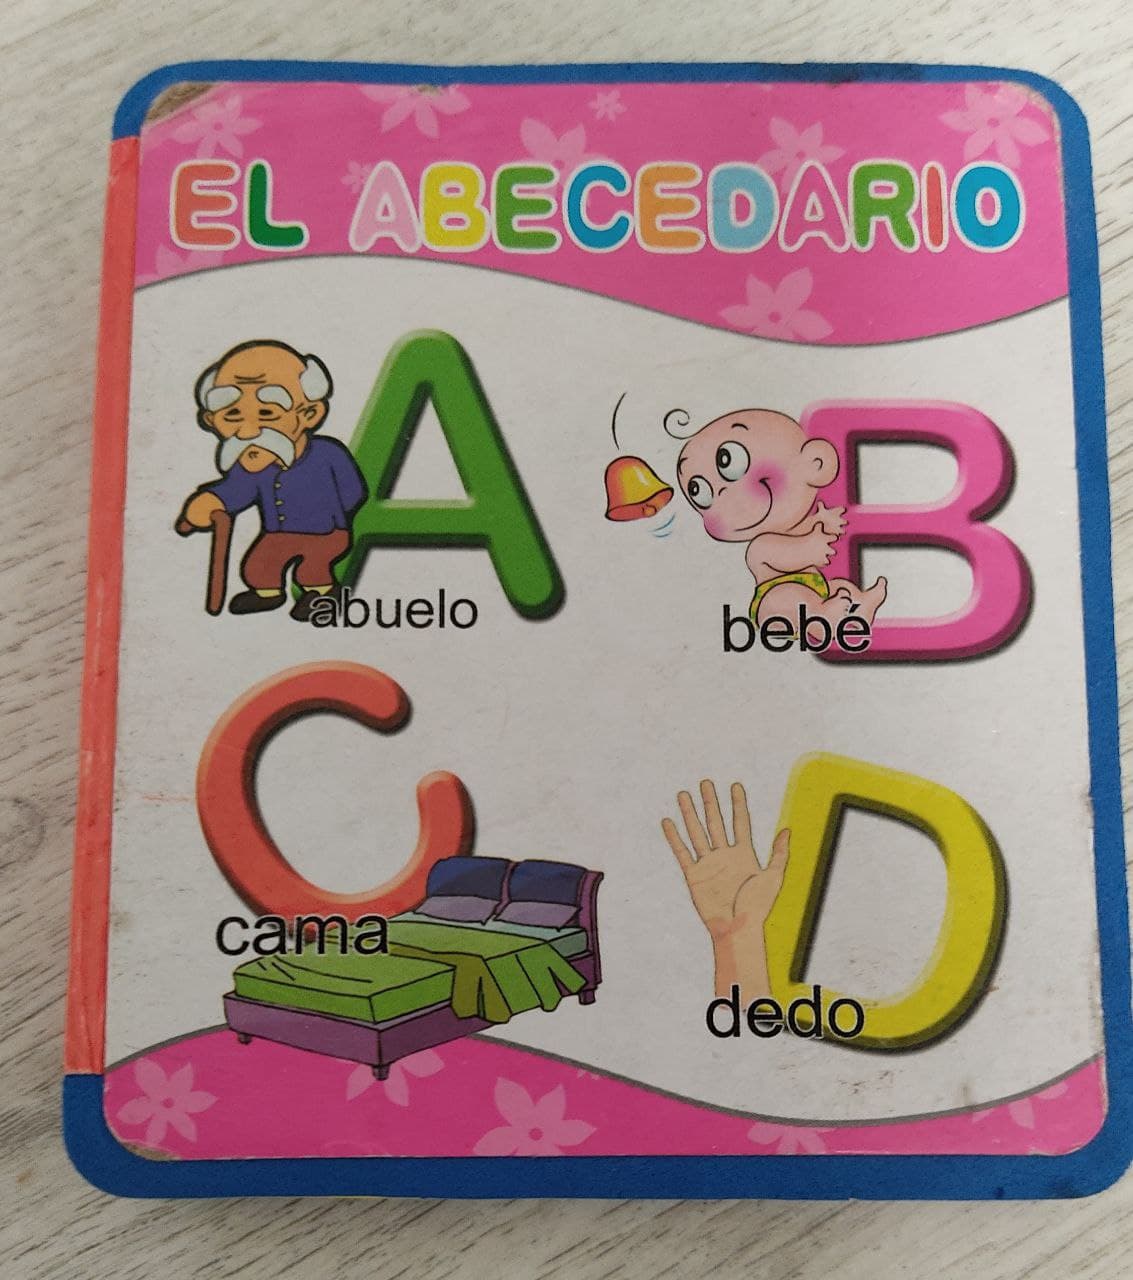 EL ABECEDARIO
A
abuelo
B
bebé
C
cama
D
dedo